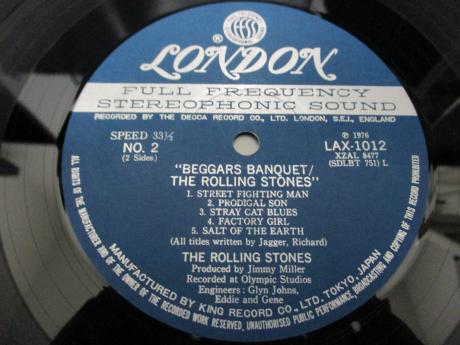 FULL FREQUENCY RANGE RECORDING
ffrr
LONDON
®
FULL FREQUENCY
STEREOPHONIC SOUND
RECORDED BY THE DECCA RECORD CO., LTD. LONDON, S.E.I., ENGLAND
SPEED 33⅓
NO. 2
(2 Sides)
℗ 1976
LAX-1012
XZAL 8477
(SDLBT 751) L
"BEGGARS BANQUET/
THE ROLLING STONES"
1. STREET FIGHTING MAN
2. PRODIGAL SON
3. STRAY CAT BLUES
4. FACTORY GIRL
5. SALT OF THE EARTH
(All titles written by Jagger, Richard)
THE ROLLING STONES
Produced by Jimmy Miller
Recorded at Olympic Studios
Engineers : Glyn Johns,
Eddie and Gene
MANUFACTURED BY KING RECORD CO., LTD. TOKYO, JAPAN
ALL RIGHTS OF THE MANUFACTURER AND OF THE OWNER OF THE RECORDED WORK RESERVED, UNAUTHORISED PUBLIC PERFORMANCE, BROADCASTING AND COPYING OF THIS RECORD PROHIBITED